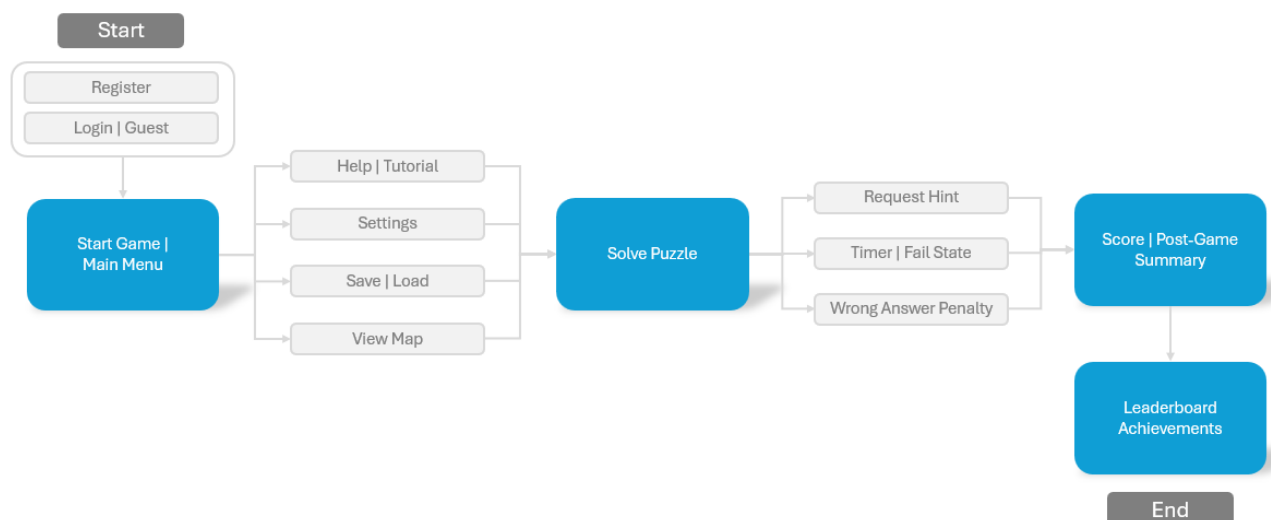 Start
Register
Login | Guest
Start Game |
Main Menu
Help | Tutorial
Settings
Save | Load
View Map
Solve Puzzle
Request Hint
Timer | Fail State
Wrong Answer Penalty
Score | Post-Game
Summary
Leaderboard
Achievements
End